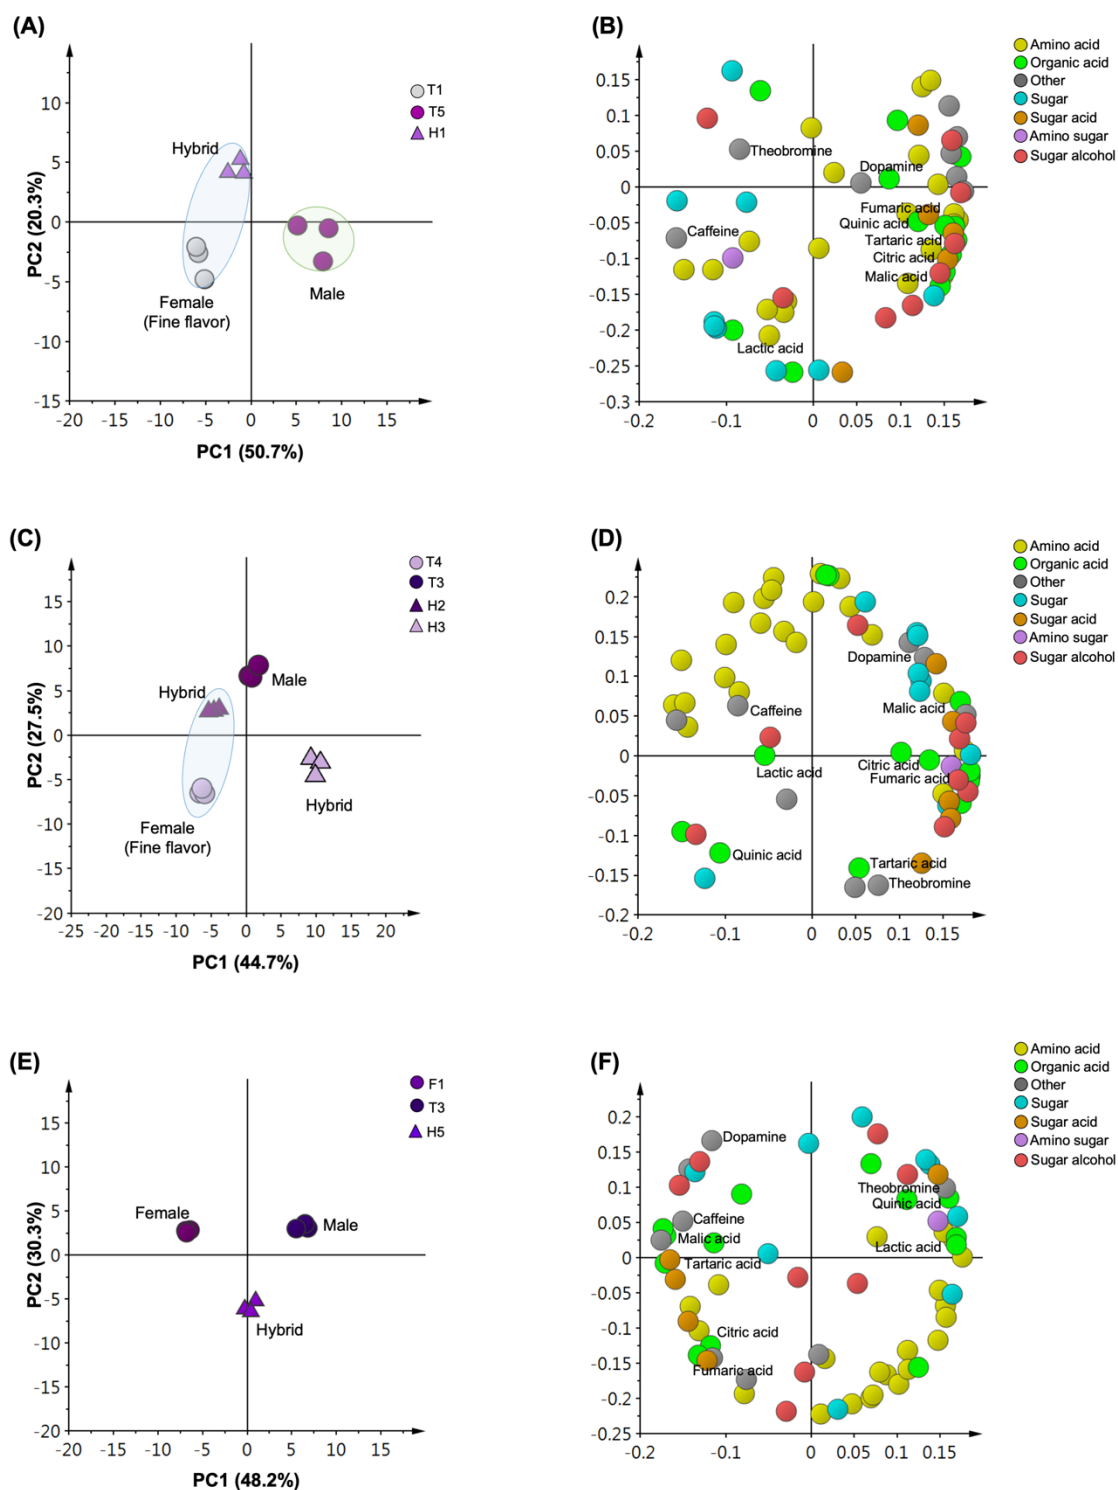 (A)
T1
T5
H1
Hybrid
Female
(Fine flavor)
Male
10
5
0
-5
-10
-15
-20
-15
-10
-5
0
5
10
15
PC2 (20.3%)
PC1 (50.7%)
(B)
Amino acid
Organic acid
Other
Sugar
Sugar acid
Amino sugar
Sugar alcohol
Theobromine
Dopamine
Fumaric acid
Quinic acid
Caffeine
Tartaric acid
Citric acid
Malic acid
Lactic acid
0.15
0.1
0.05
0
-0.05
-0.1
-0.15
-0.2
-0.25
-0.3
-0.2
-0.1
0
0.05
0.1
0.15
(C)
T4
T3
H2
H3
Male
Hybrid
Hybrid
Female
(Fine flavor)
15
10
5
0
-5
-10
-15
-20
-25
-20
-15
-10
-5
0
5
10
15
20
PC2 (27.5%)
PC1 (44.7%)
(D)
Amino acid
Organic acid
Other
Sugar
Sugar acid
Amino sugar
Sugar alcohol
Dopamine
Caffeine
Malic acid
Lactic acid
Citric acid
Fumaric acid
Quinic acid
Tartaric acid
Theobromine
0.2
0.15
0.1
0.05
0
-0.05
-0.1
-0.15
-0.2
-0.2
-0.1
0
0.05
0.1
0.15
(E)
F1
T3
H5
Female
Male
Hybrid
15
10
5
0
-5
-10
-15
-20
-20
-15
-10
-5
0
5
10
15
PC2 (30.3%)
PC1 (48.2%)
(F)
Amino acid
Organic acid
Other
Sugar
Sugar acid
Amino sugar
Sugar alcohol
Dopamine
Theobromine
Quinic acid
Caffeine
Malic acid
Lactic acid
Tartaric acid
Citric acid
Fumaric acid
0.2
0.15
0.1
0.05
0
-0.05
-0.1
-0.15
-0.2
-0.25
-0.2
-0.1
0
0.05
0.1
0.15